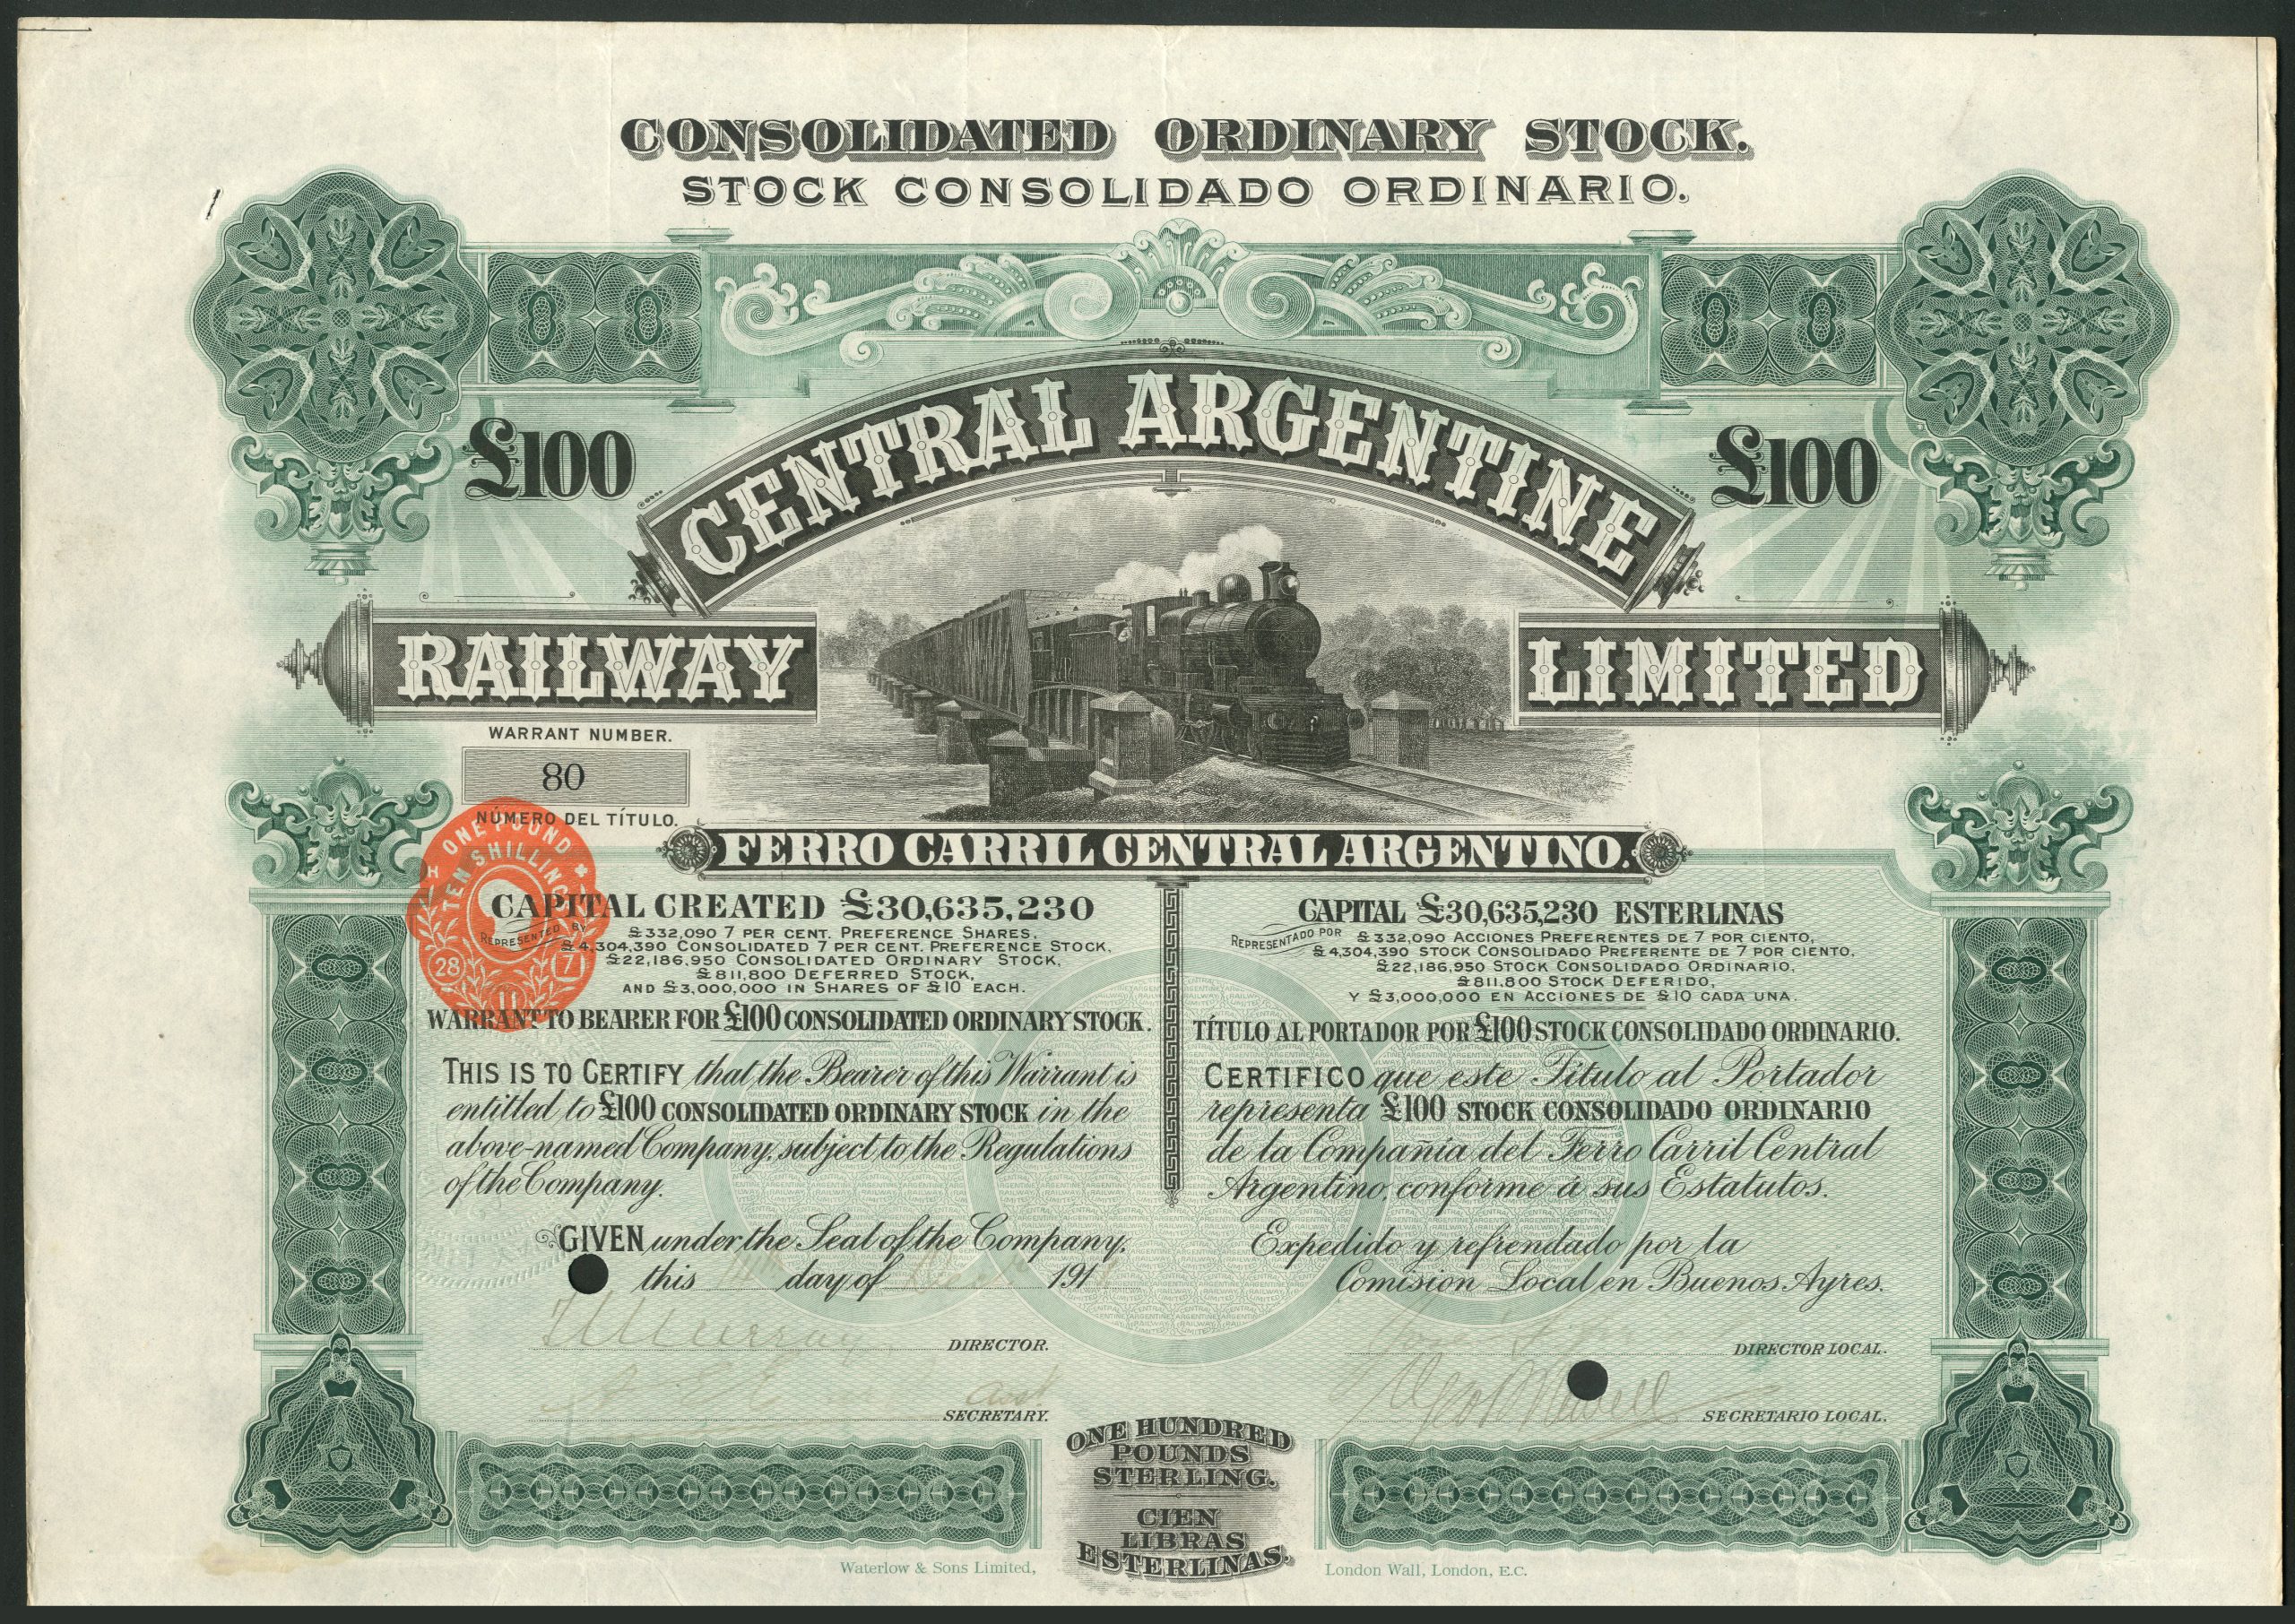 CONSOLIDATED ORDINARY STOCK.
STOCK CONSOLIDADO ORDINARIO.
£100
£100
CENTRAL ARGENTINE
RAILWAY LIMITED
WARRANT NUMBER.
80
NÚMERO DEL TÍTULO.
FERRO CARRIL CENTRAL ARGENTINO.
ONE POUND
TEN SHILLINGS
28
7
11
CAPITAL CREATED £30,635,230
REPRESENTED BY
£332,090 7 PER CENT. PREFERENCE SHARES,
£4,304,390 CONSOLIDATED 7 PER CENT. PREFERENCE STOCK,
£22,186,950 CONSOLIDATED ORDINARY STOCK,
£811,800 DEFERRED STOCK,
AND £3,000,000 IN SHARES OF £10 EACH.
WARRANT TO BEARER FOR £100 CONSOLIDATED ORDINARY STOCK.
THIS IS TO CERTIFY that the Bearer of this Warrant is
entitled to £100 CONSOLIDATED ORDINARY STOCK in the
above-named Company, subject to the Regulations
of the Company.
GIVEN under the Seal of the Company,
this day of 191
Murray
DIRECTOR.
Asst
SECRETARY.
CAPITAL £30,635,230 ESTERLINAS
REPRESENTADO POR
£332,090 ACCIONES PREFERENTES DE 7 POR CIENTO,
£4,304,390 STOCK CONSOLIDADO PREFERENTE DE 7 POR CIENTO,
£22,186,950 STOCK CONSOLIDADO ORDINARIO,
£811,800 STOCK DEFERIDO,
Y £3,000,000 EN ACCIONES DE £10 CADA UNA.
TÍTULO AL PORTADOR POR £100 STOCK CONSOLIDADO ORDINARIO.
CERTIFICO que este Título al Portador
representa £100 STOCK CONSOLIDADO ORDINARIO
de la Compañia del Ferro Carril Central
Argentino, conforme á sus Estatutos.
Expedido y refrendado por la
Comision Local en Buenos Ayres.
DIRECTOR LOCAL.
SECRETARIO LOCAL.
ONE HUNDRED
POUNDS
STERLING.
CIEN
LIBRAS
ESTERLINAS.
Waterlow & Sons Limited, London Wall, London, E.C.